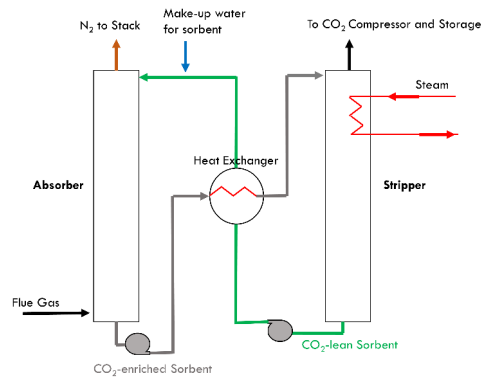 Make-up water
for sorbent
N₂ to Stack
To CO₂ Compressor and Storage
Steam
Heat Exchanger
Absorber
Stripper
Flue Gas
CO₂-lean Sorbent
CO₂-enriched Sorbent